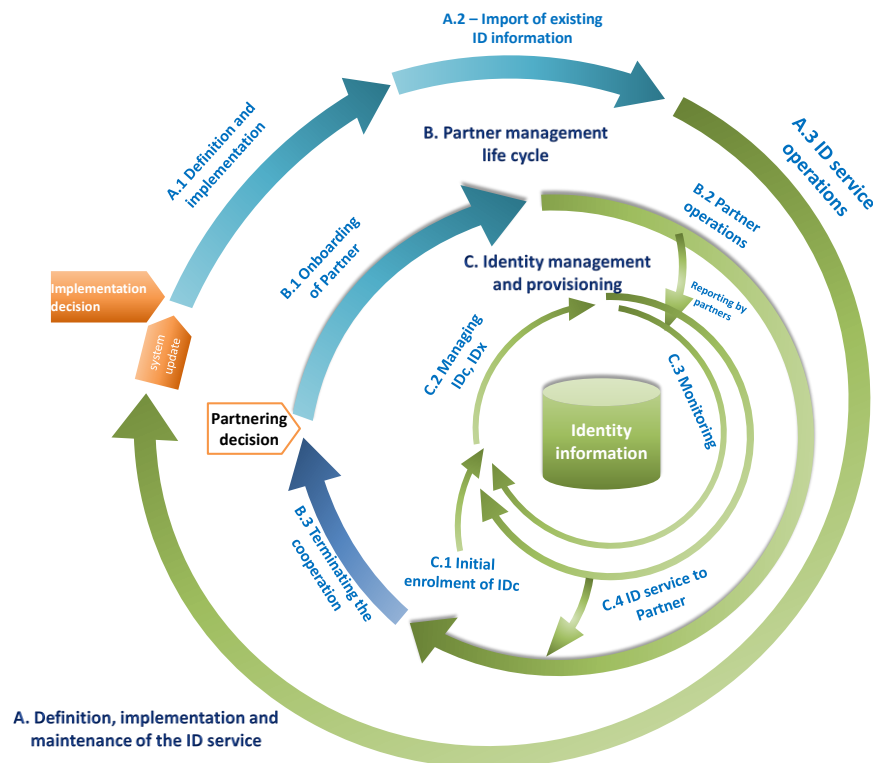 A.2 – Import of existing
ID information
A.1 Definition and
implementation
A.3 ID service
operations
B. Partner management
life cycle
B.1 Onboarding
of Partner
B.2 Partner
operations
C. Identity management
and provisioning
Reporting by
partners
Implementation
decision
system
update
C.2 Managing
IDc, IDx
C.3 Monitoring
Partnering
decision
Identity
information
B.3 Terminating the
cooperation
C.1 Initial
enrolment of IDc
C.4 ID service to
Partner
A. Definition, implementation and
maintenance of the ID service